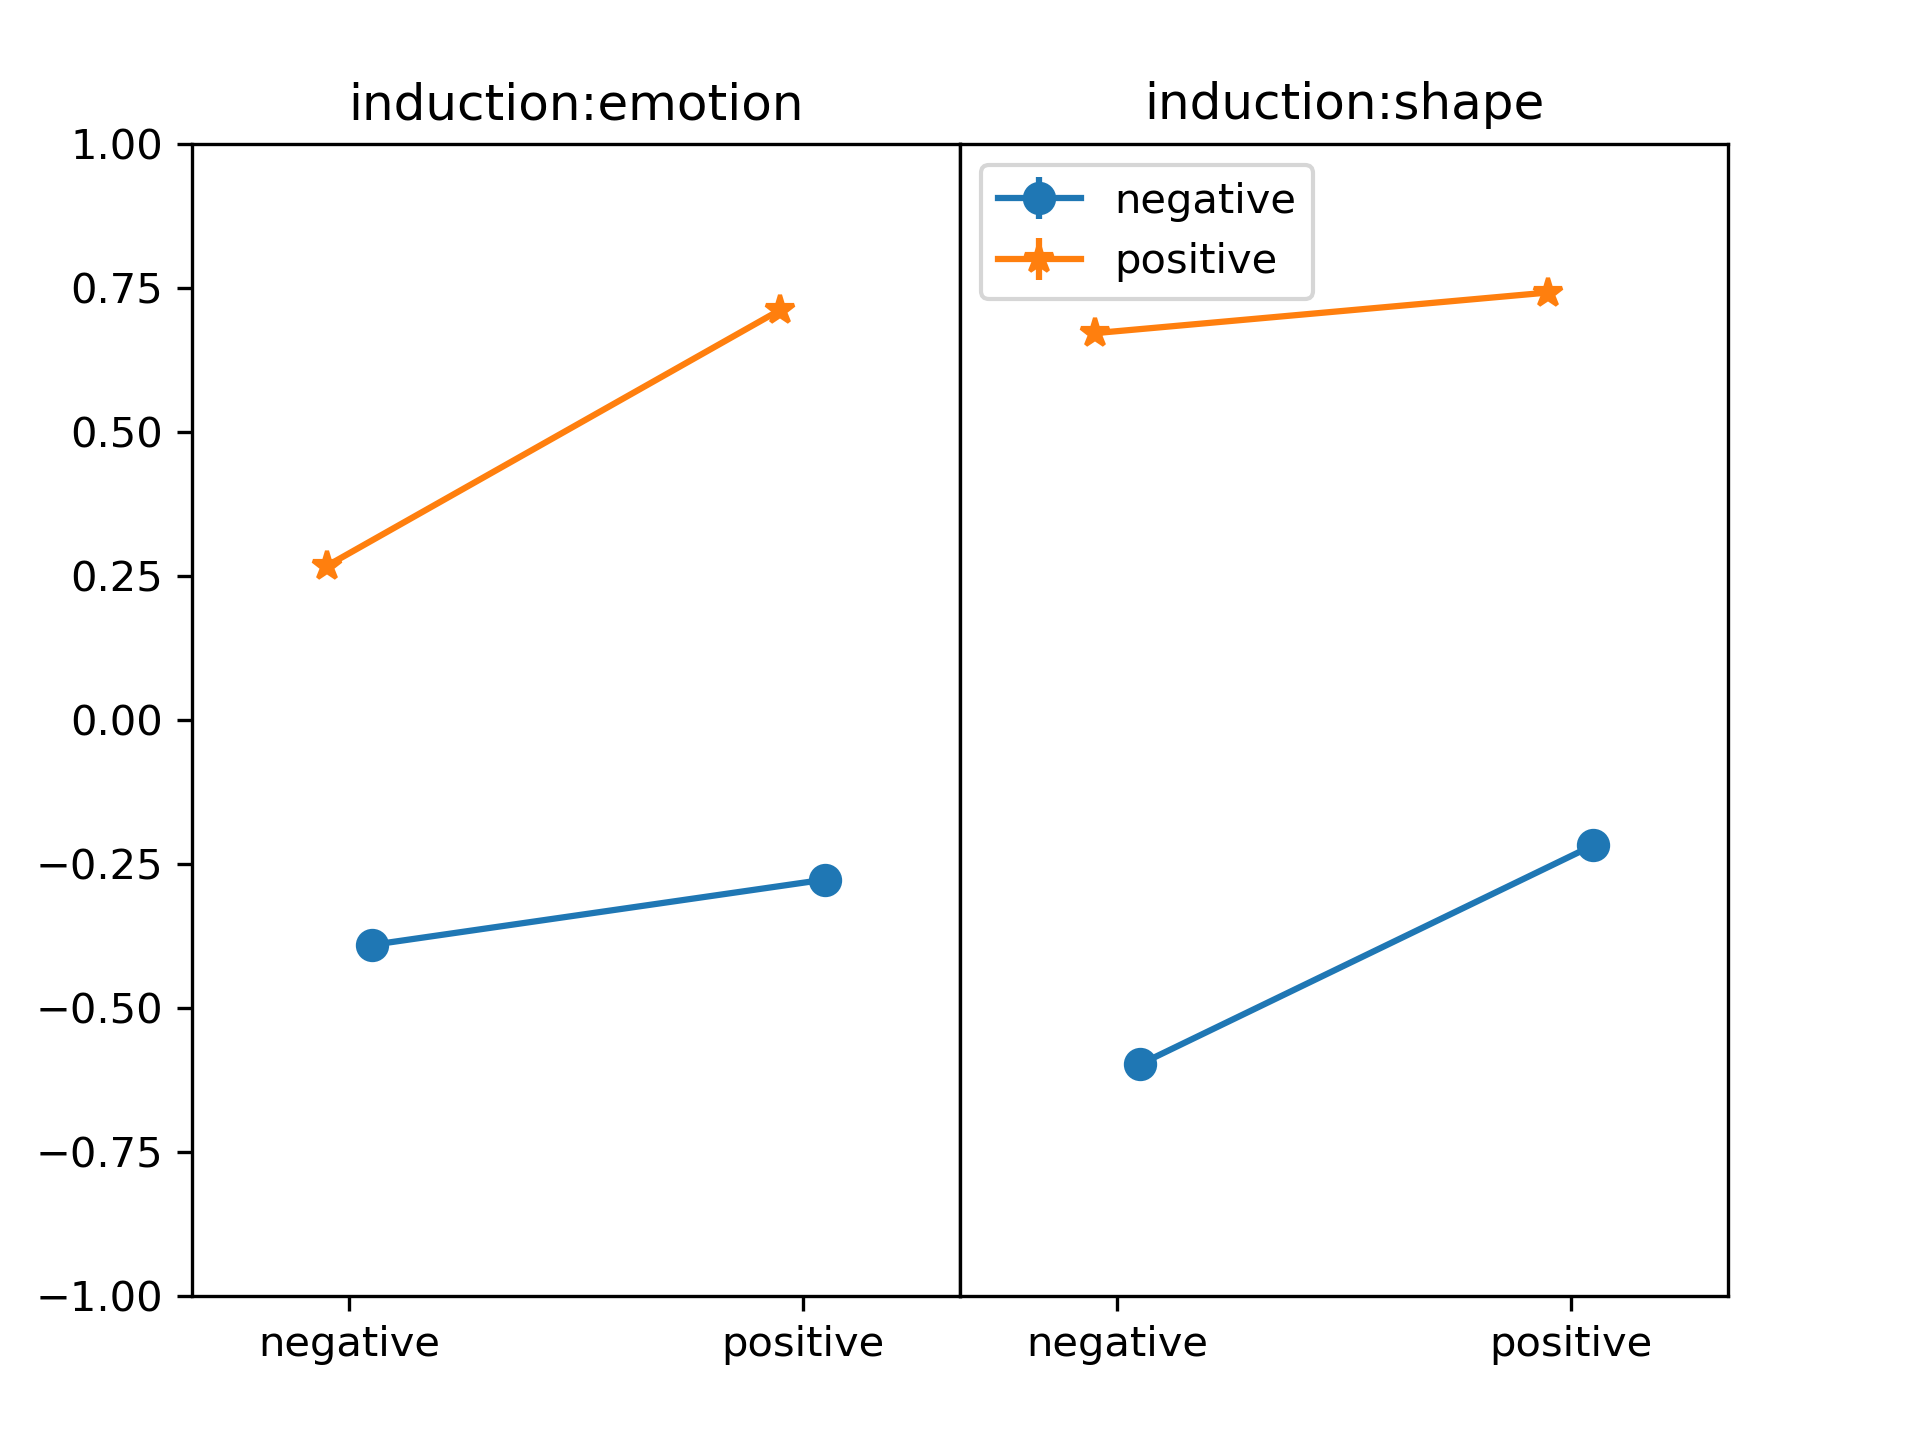 induction:emotion
induction:shape
1.00
0.75
0.50
0.25
0.00
−0.25
−0.50
−0.75
−1.00
negative
positive
negative
positive
negative
positive